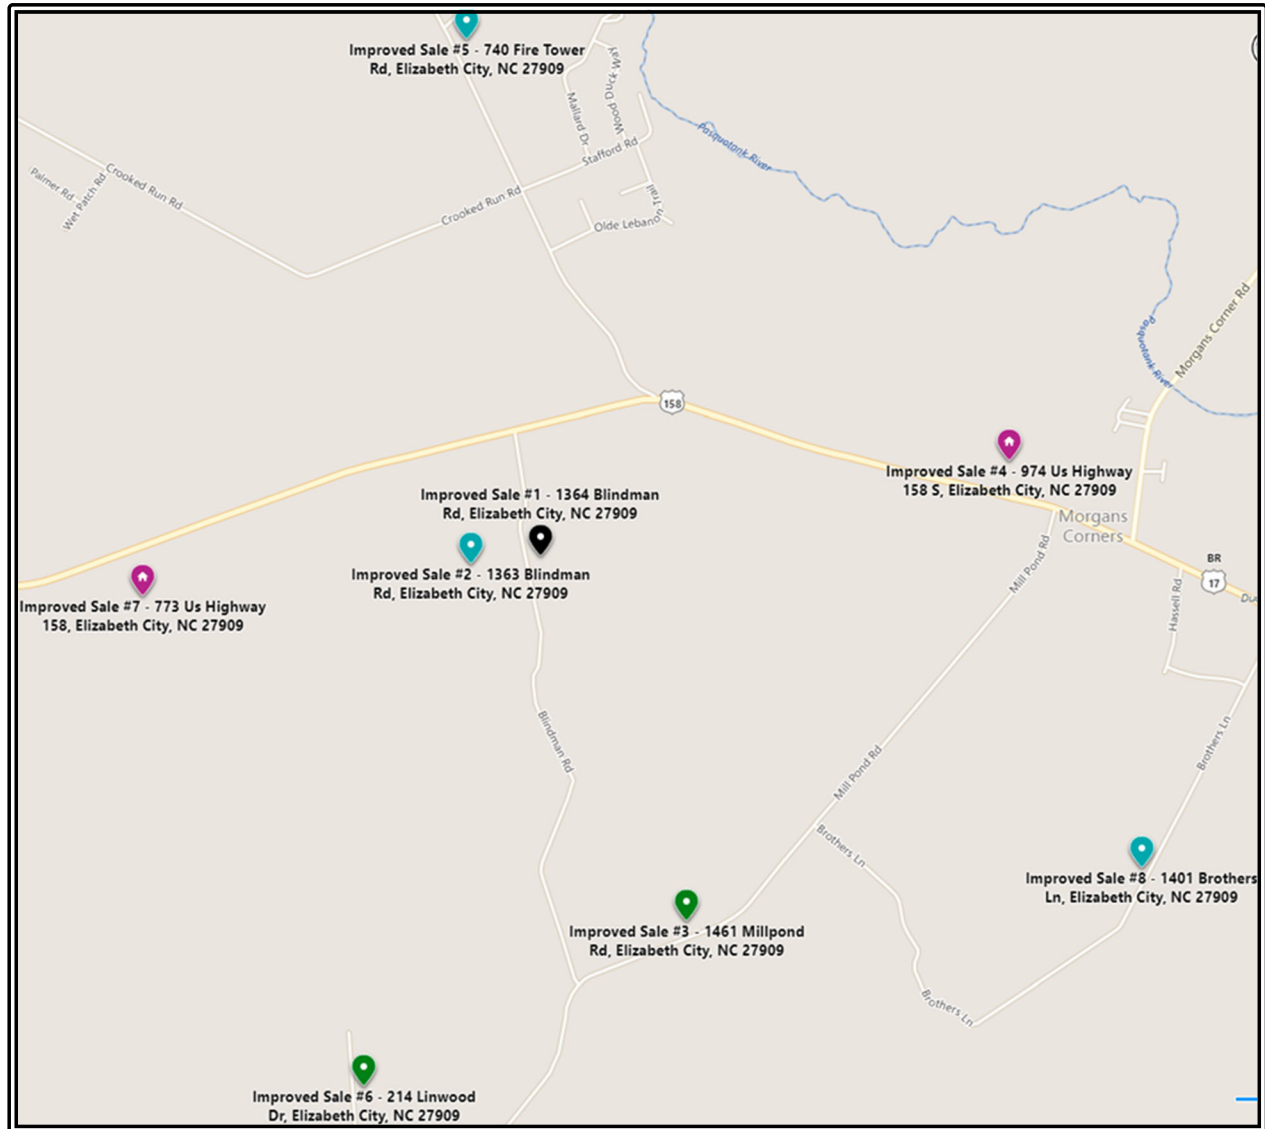 Improved Sale #5 - 740 Fire Tower
Rd, Elizabeth City, NC 27909
Mallard Dr
Wood Duck Way
Stafford Rd
Pasquotank River
Palmer Rd
Wet Patch Rd
Crooked Run Rd
Crooked Run Rd
Olde Lebanon Trail
Morgans Corner Rd
Pasquotank River
158
Improved Sale #4 - 974 Us Highway
158 S, Elizabeth City, NC 27909
Morgans
Corners
Improved Sale #1 - 1364 Blindman
Rd, Elizabeth City, NC 27909
Improved Sale #2 - 1363 Blindman
Rd, Elizabeth City, NC 27909
Improved Sale #7 - 773 Us Highway
158, Elizabeth City, NC 27909
Mill Pond Rd
BR
17
Hassell Rd
Blindman Rd
Mill Pond Rd
Brothers Ln
Brothers Ln
Improved Sale #8 - 1401 Brothers
Ln, Elizabeth City, NC 27909
Improved Sale #3 - 1461 Millpond
Rd, Elizabeth City, NC 27909
Brothers Ln
Improved Sale #6 - 214 Linwood
Dr, Elizabeth City, NC 27909